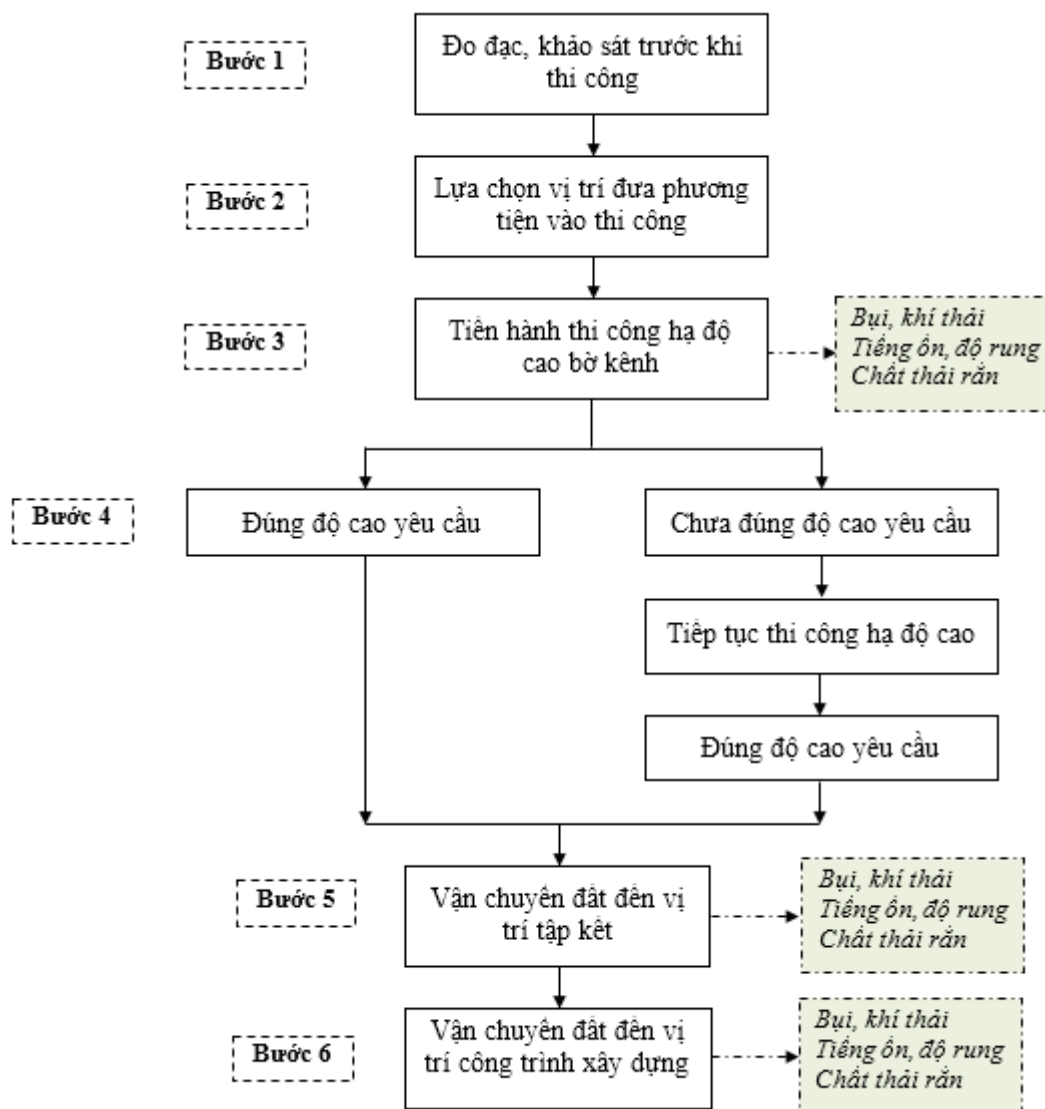 Bước 1
Đo đạc, khảo sát trước khi
thi công
Bước 2
Lựa chọn vị trí đưa phương
tiện vào thi công
Bước 3
Tiến hành thi công hạ độ
cao bờ kênh
Bụi, khí thải
Tiếng ồn, độ rung
Chất thải rắn
Bước 4
Đúng độ cao yêu cầu
Chưa đúng độ cao yêu cầu
Tiếp tục thi công hạ độ cao
Đúng độ cao yêu cầu
Bước 5
Vận chuyển đất đến vị
trí tập kết
Bụi, khí thải
Tiếng ồn, độ rung
Chất thải rắn
Bước 6
Vận chuyển đất đến vị
trí công trình xây dựng
Bụi, khí thải
Tiếng ồn, độ rung
Chất thải rắn